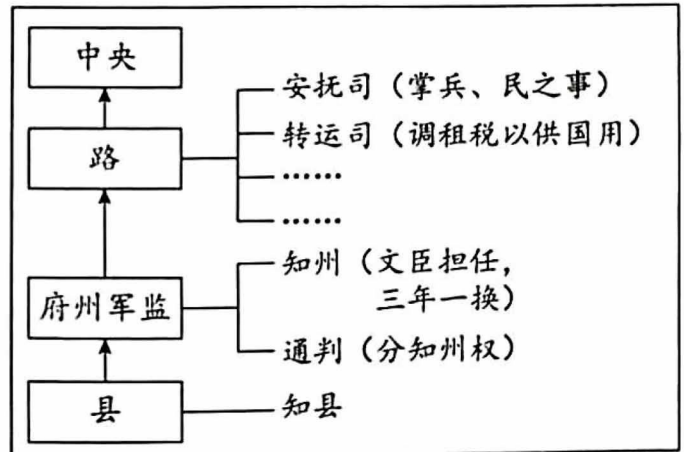 中央
路
安抚司（掌兵、民之事）
转运司（调租税以供国用）
……
……
府州军监
知州（文臣担任，
三年一换）
通判（分知州权）
县
知县